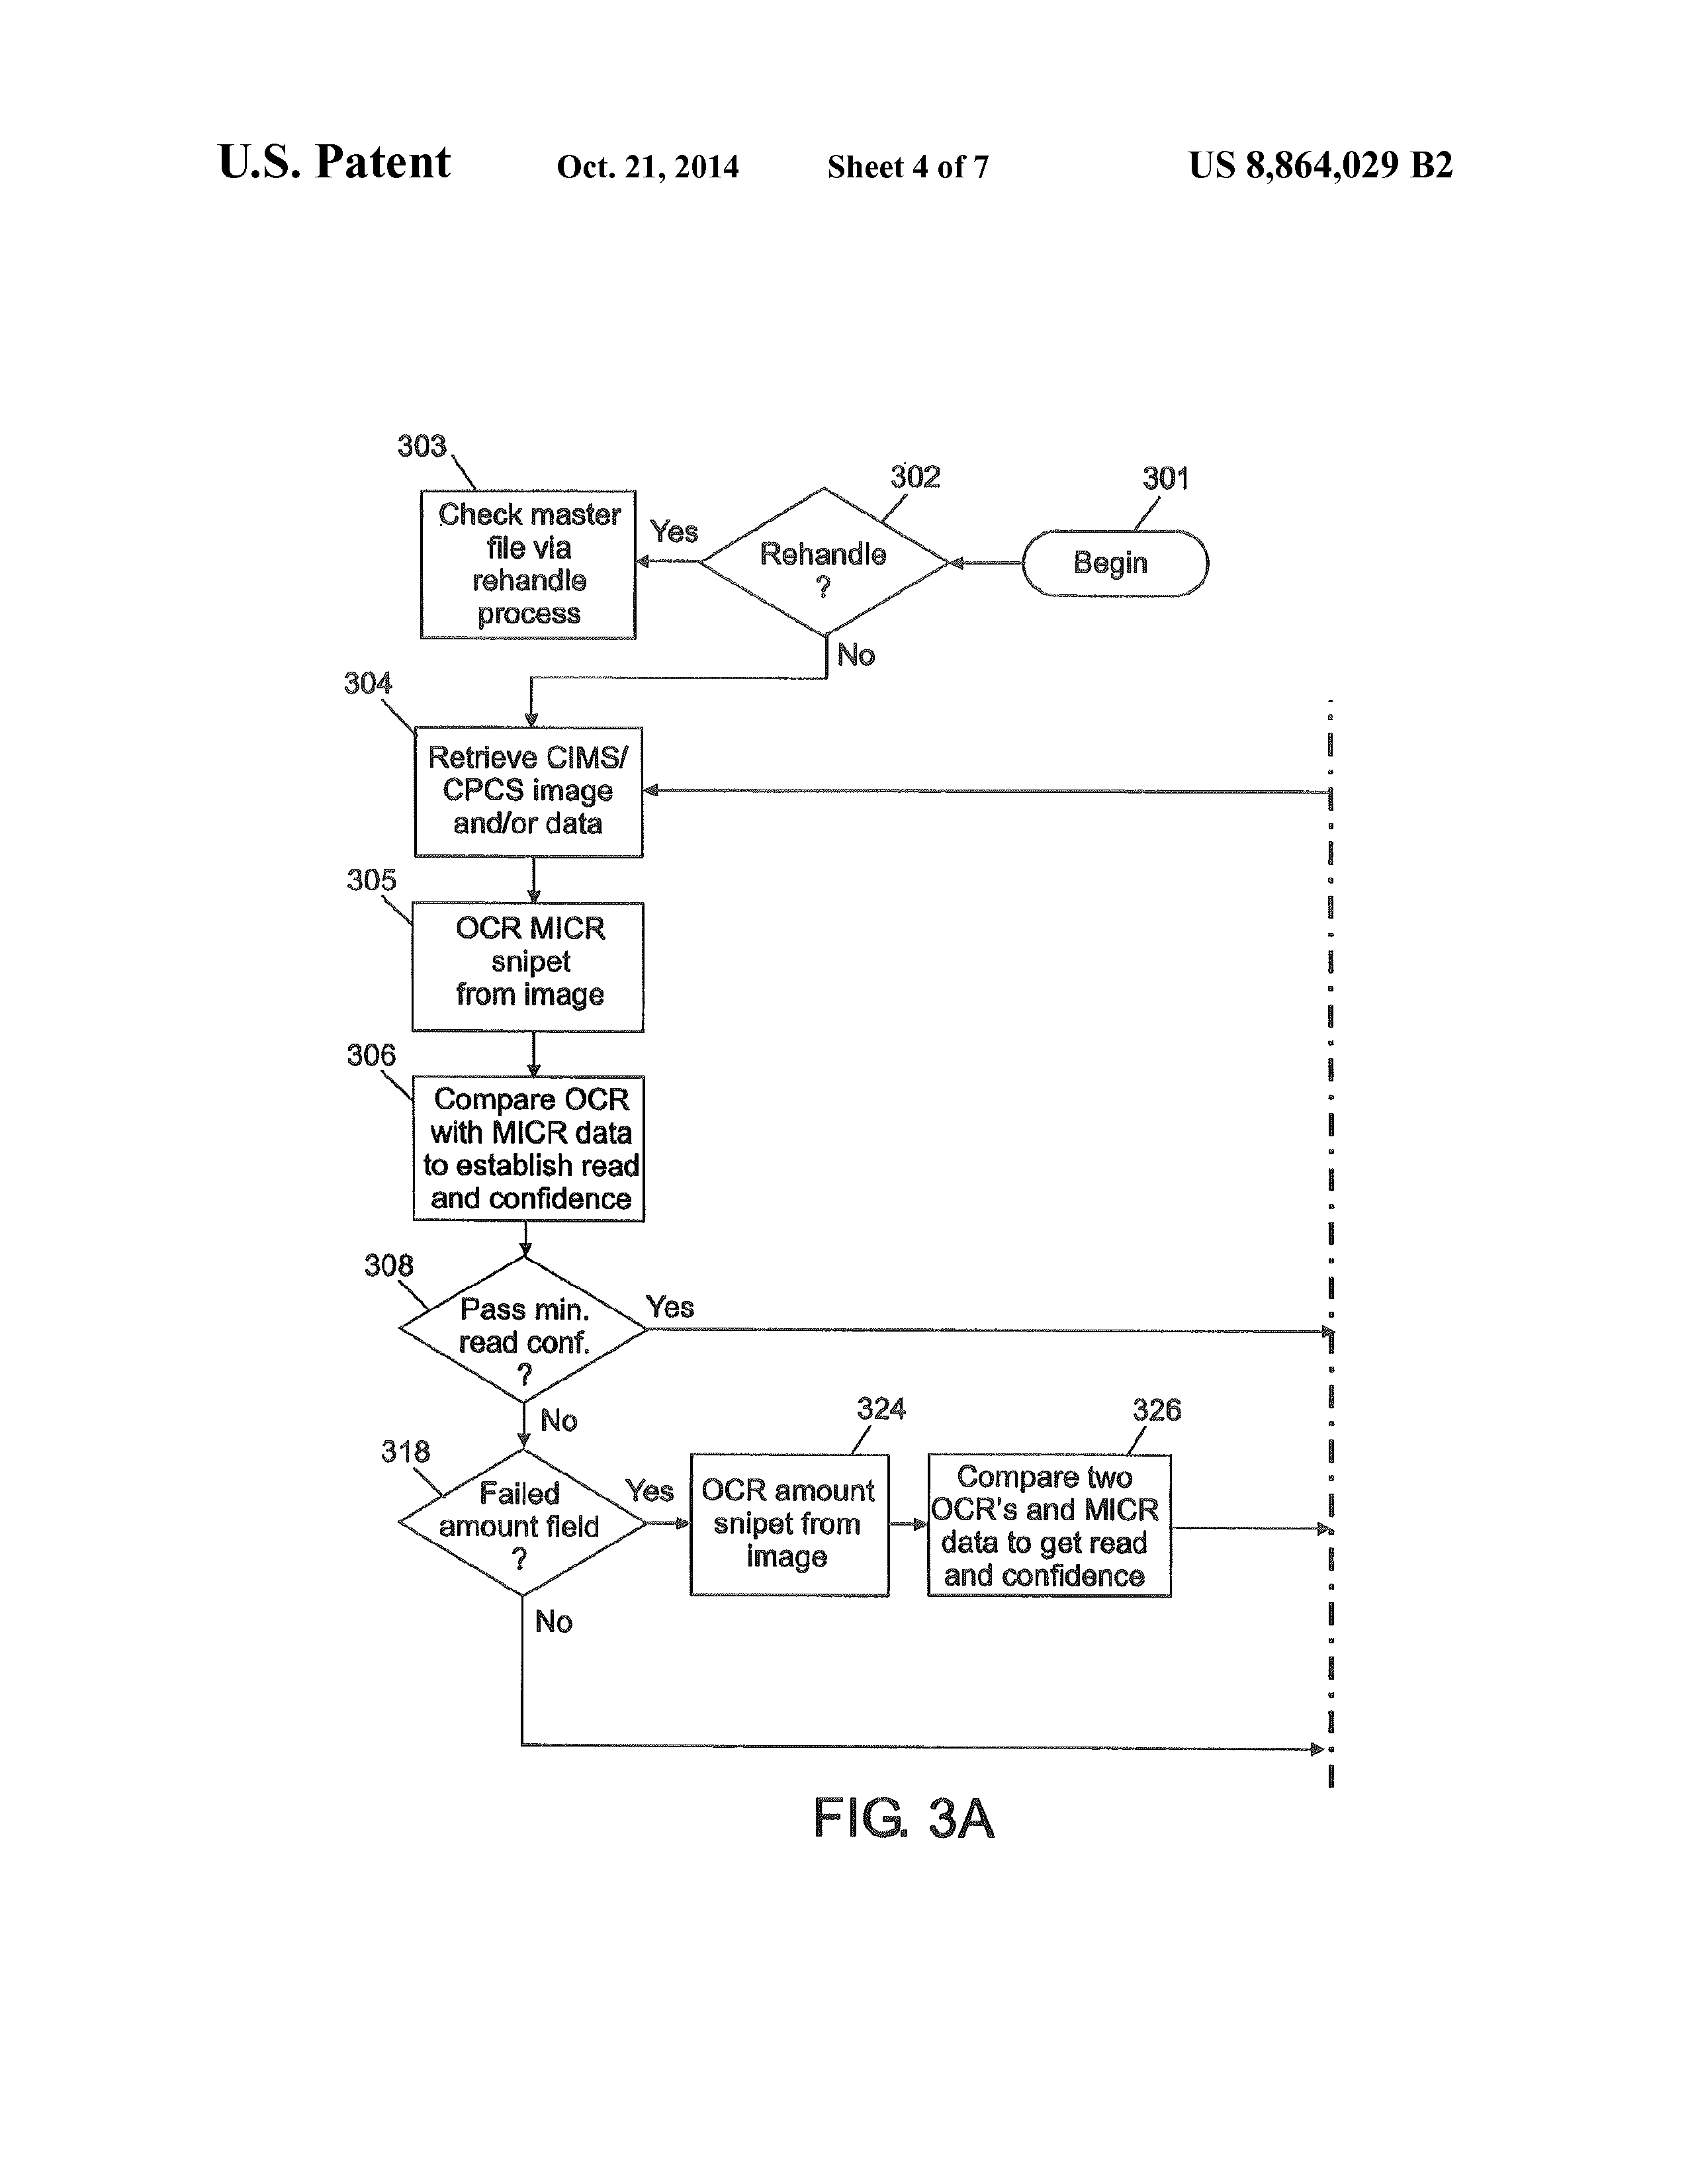 U.S. Patent Oct. 21, 2014 Sheet 4 of 7 US 8,864,029 B2
303
302
301
Check master
file via
rehandle
process
Yes
Rehandle
?
Begin
No
304
Retrieve CIMS/
CPCS image
and/or data
305
OCR MICR
snipet
from image
306
Compare OCR
with MICR data
to establish read
and confidence
308
Pass min.
read conf.
?
Yes
No
318
Failed
amount field
?
Yes
324
OCR amount
snipet from
image
326
Compare two
OCR's and MICR
data to get read
and confidence
No
FIG. 3A